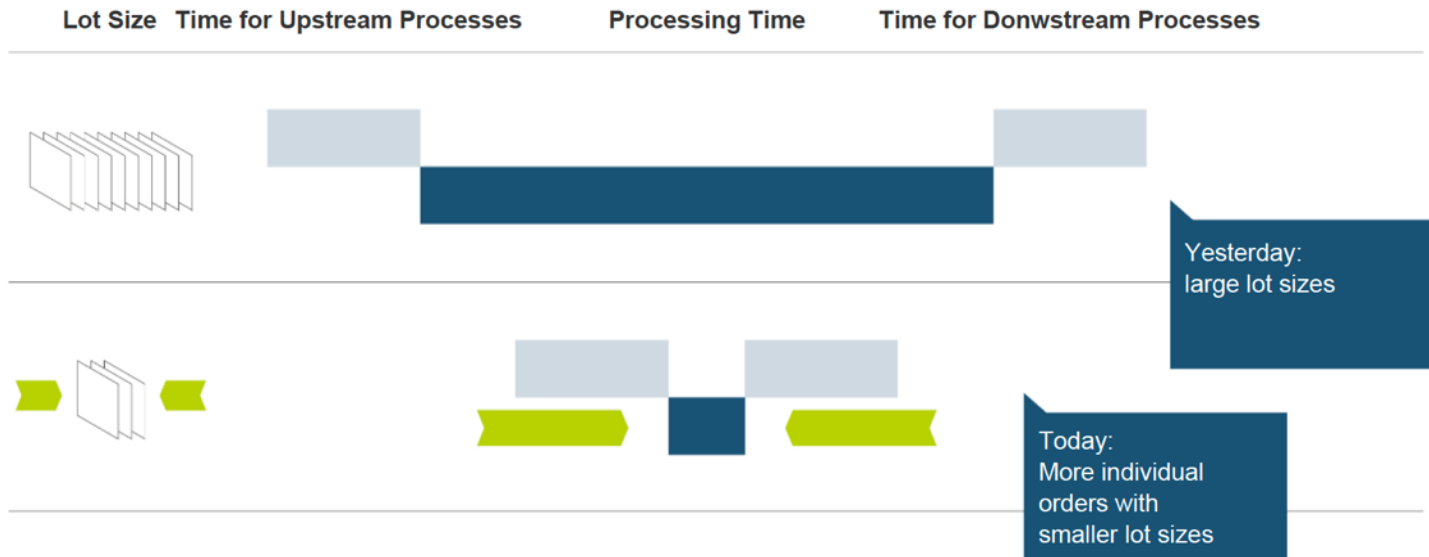 Lot Size Time for Upstream Processes Processing Time Time for Donwstream Processes
Yesterday:
large lot sizes
Today:
More individual
orders with
smaller lot sizes